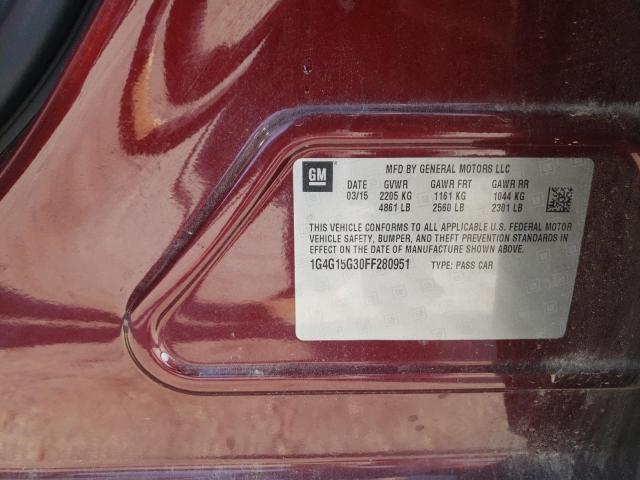 GM
MFD BY GENERAL MOTORS LLC
DATE GVWR GAWR FRT GAWR RR
03/15 2205 KG 1161 KG 1044 KG
4861 LB 2560 LB 2301 LB
THIS VEHICLE CONFORMS TO ALL APPLICABLE U.S. FEDERAL MOTOR
VEHICLE SAFETY, BUMPER, AND THEFT PREVENTION STANDARDS IN
EFFECT ON THE DATE OF MANUFACTURE SHOWN ABOVE.
1G4G15G30FF280951 TYPE: PASS CAR